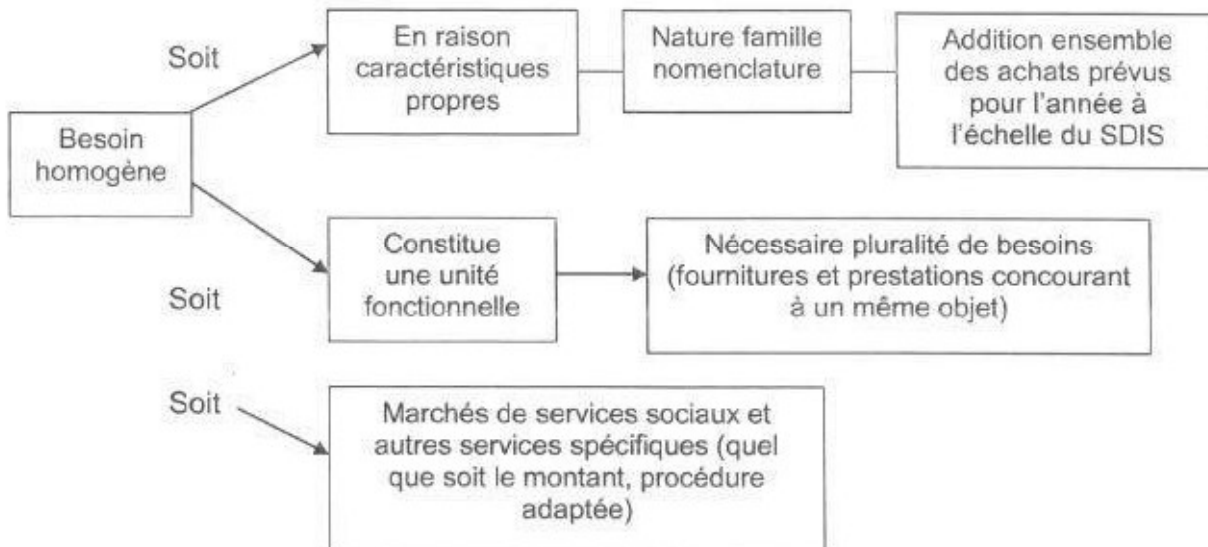 Soit
En raison
caractéristiques
propres
Nature famille
nomenclature
Addition ensemble
des achats prévus
pour l'année à
l'échelle du SDIS
Besoin
homogène
Soit
Constitue
une unité
fonctionnelle
Nécessaire pluralité de besoins
(fournitures et prestations concourant
à un même objet)
Soit
Marchés de services sociaux et
autres services spécifiques (quel
que soit le montant, procédure
adaptée)